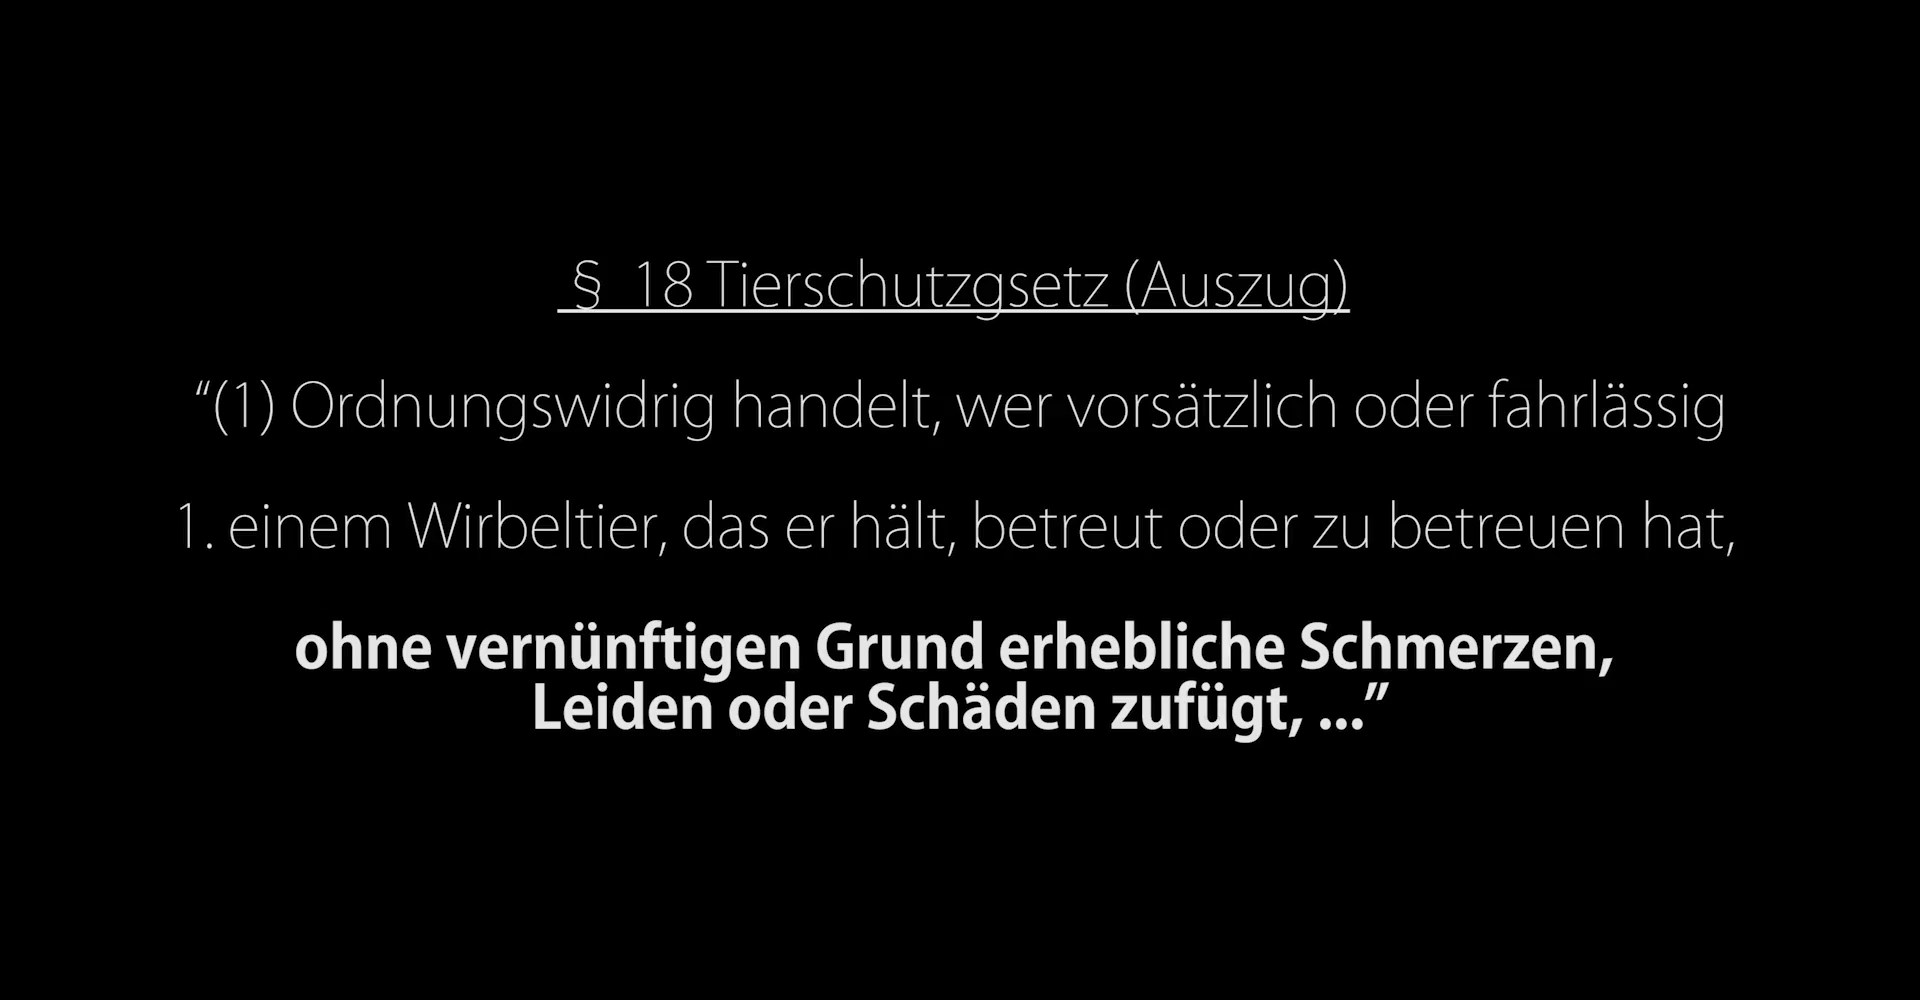 § 18 Tierschutzgsetz (Auszug)
“(1) Ordnungswidrig handelt, wer vorsätzlich oder fahrlässig
1. einem Wirbeltier, das er hält, betreut oder zu betreuen hat,
ohne vernünftigen Grund erhebliche Schmerzen,
Leiden oder Schäden zufügt, ...”